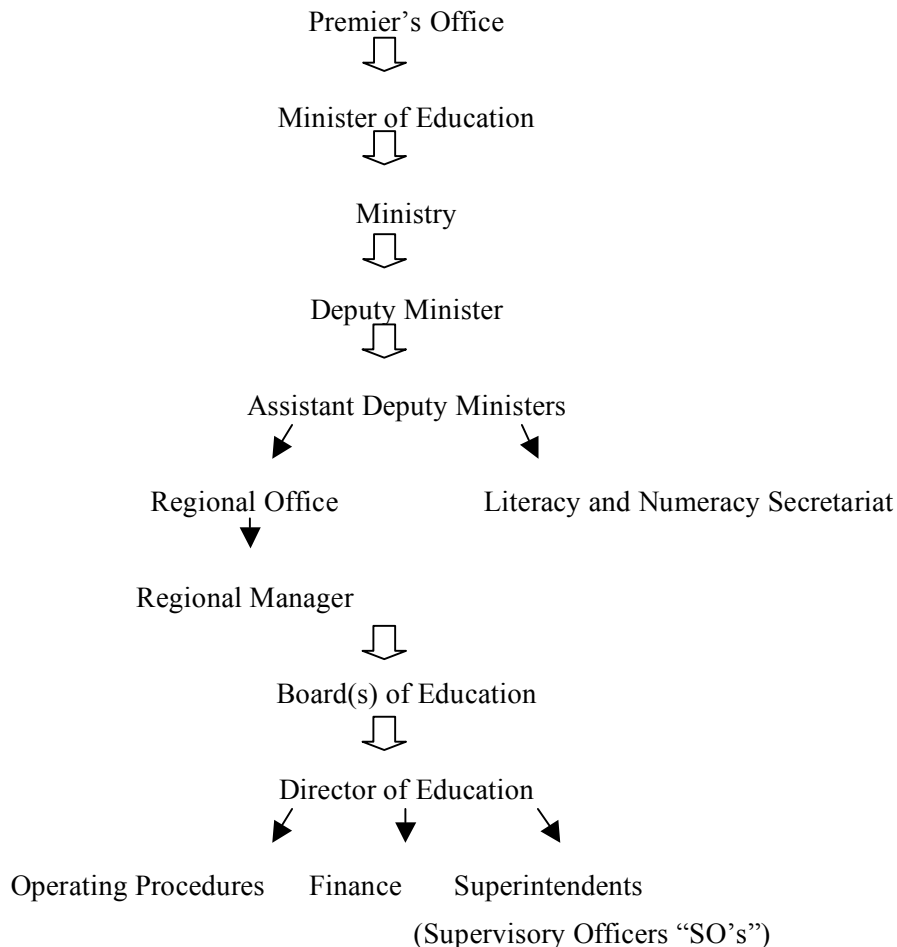 Premier’s Office
Minister of Education
Ministry
Deputy Minister
Assistant Deputy Ministers
Regional Office Literacy and Numeracy Secretariat
Regional Manager
Board(s) of Education
Director of Education
Operating Procedures Finance Superintendents
(Supervisory Officers “SO’s”)